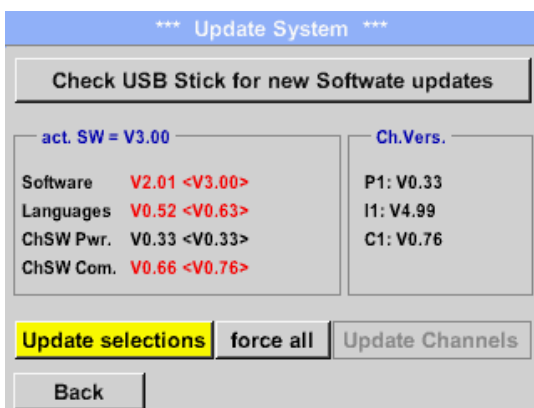 *** Update System ***
Check USB Stick for new Softwate updates
act. SW = V3.00
Software V2.01 <V3.00>
Languages V0.52 <V0.63>
ChSW Pwr. V0.33 <V0.33>
ChSW Com. V0.66 <V0.76>
Ch.Vers.
P1: V0.33
I1: V4.99
C1: V0.76
Update selections force all Update Channels
Back